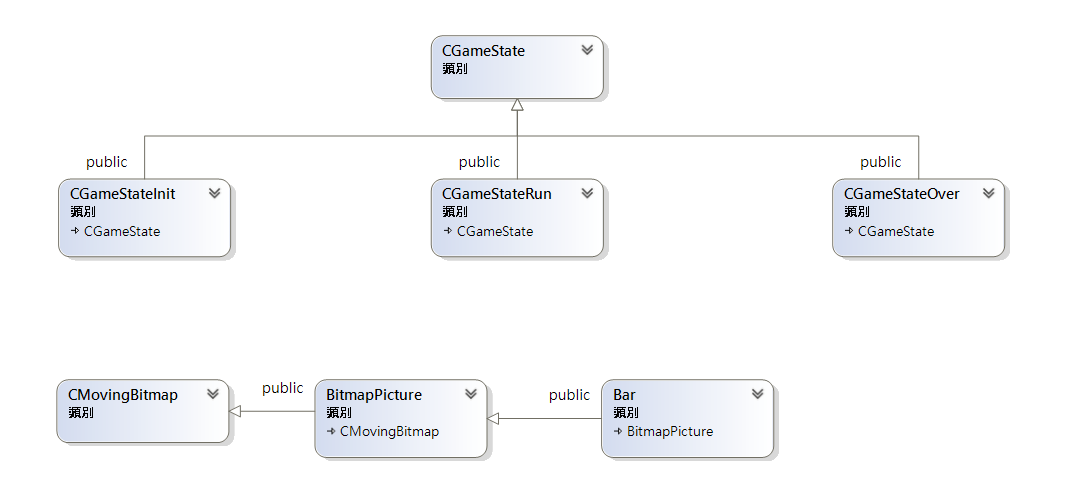 CGameState
類別
public
public
public
CGameStateInit
類別
CGameState
CGameStateRun
類別
CGameState
CGameStateOver
類別
CGameState
CMovingBitmap
類別
public
BitmapPicture
類別
CMovingBitmap
public
Bar
類別
BitmapPicture